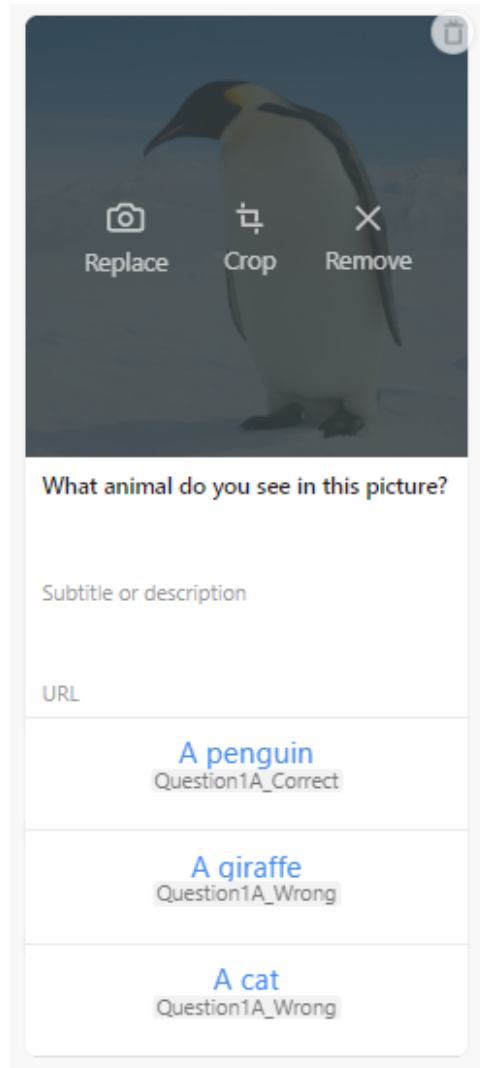 Replace Crop Remove
What animal do you see in this picture?
Subtitle or description
URL
A penguin
Question1A_Correct
A giraffe
Question1A_Wrong
A cat
Question1A_Wrong